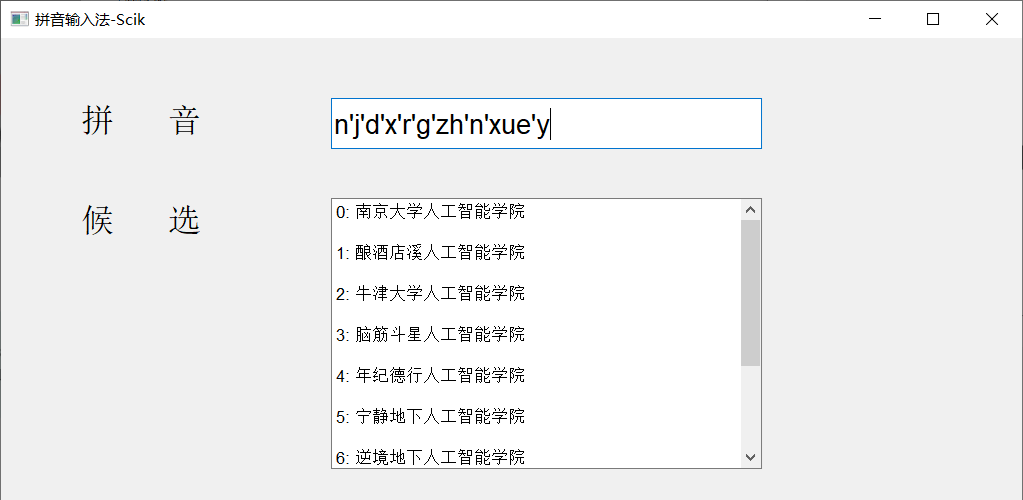 拼音输入法-Scik
拼 音
n'j'd'x'r'g'zh'n'xue'y
候 选
0: 南京大学人工智能学院
1: 酿酒店溪人工智能学院
2: 牛津大学人工智能学院
3: 脑筋斗星人工智能学院
4: 年纪德行人工智能学院
5: 宁静地下人工智能学院
6: 逆境地下人工智能学院